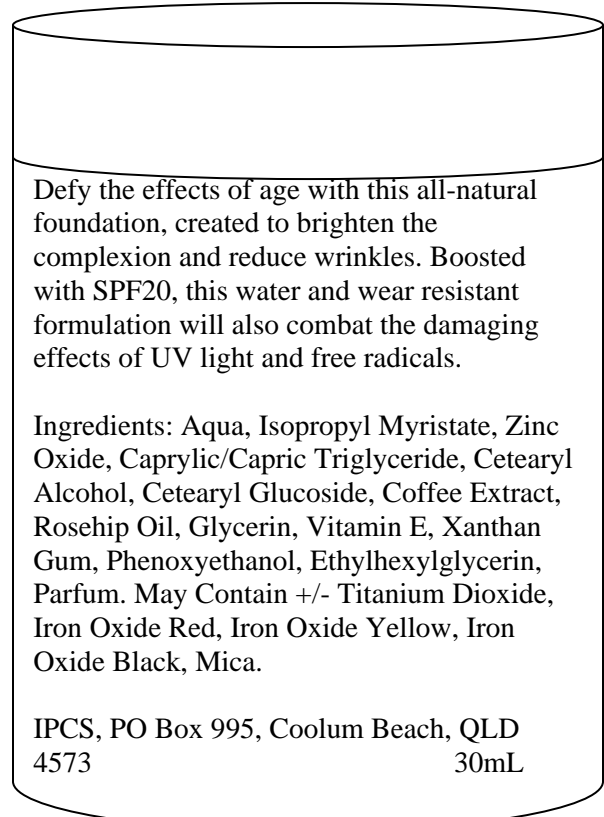 Defy the effects of age with this all-natural
foundation, created to brighten the
complexion and reduce wrinkles. Boosted
with SPF20, this water and wear resistant
formulation will also combat the damaging
effects of UV light and free radicals.
Ingredients: Aqua, Isopropyl Myristate, Zinc
Oxide, Caprylic/Capric Triglyceride, Cetearyl
Alcohol, Cetearyl Glucoside, Coffee Extract,
Rosehip Oil, Glycerin, Vitamin E, Xanthan
Gum, Phenoxyethanol, Ethylhexylglycerin,
Parfum. May Contain +/- Titanium Dioxide,
Iron Oxide Red, Iron Oxide Yellow, Iron
Oxide Black, Mica.
IPCS, PO Box 995, Coolum Beach, QLD
4573 30mL